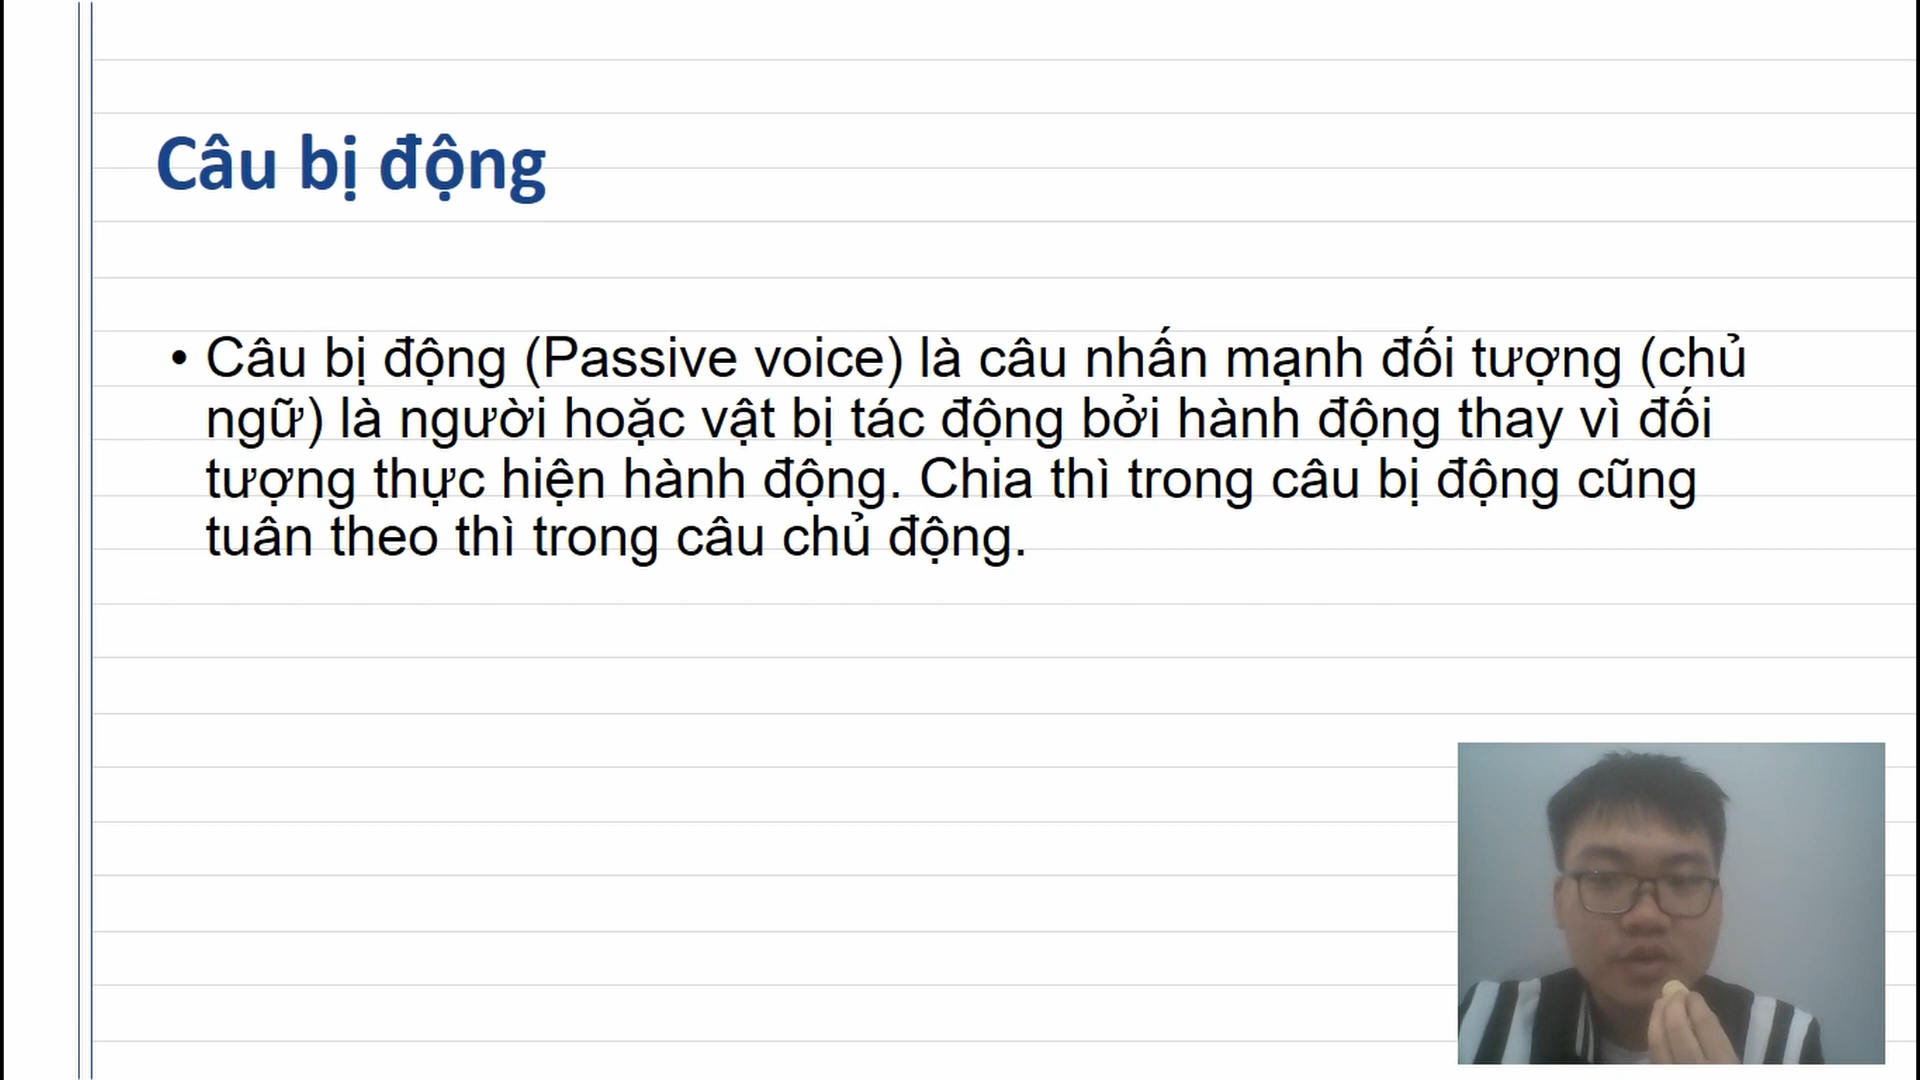 Câu bị động
• Câu bị động (Passive voice) là câu nhấn mạnh đối tượng (chủ
ngữ) là người hoặc vật bị tác động bởi hành động thay vì đối
tượng thực hiện hành động. Chia thì trong câu bị động cũng
tuân theo thì trong câu chủ động.